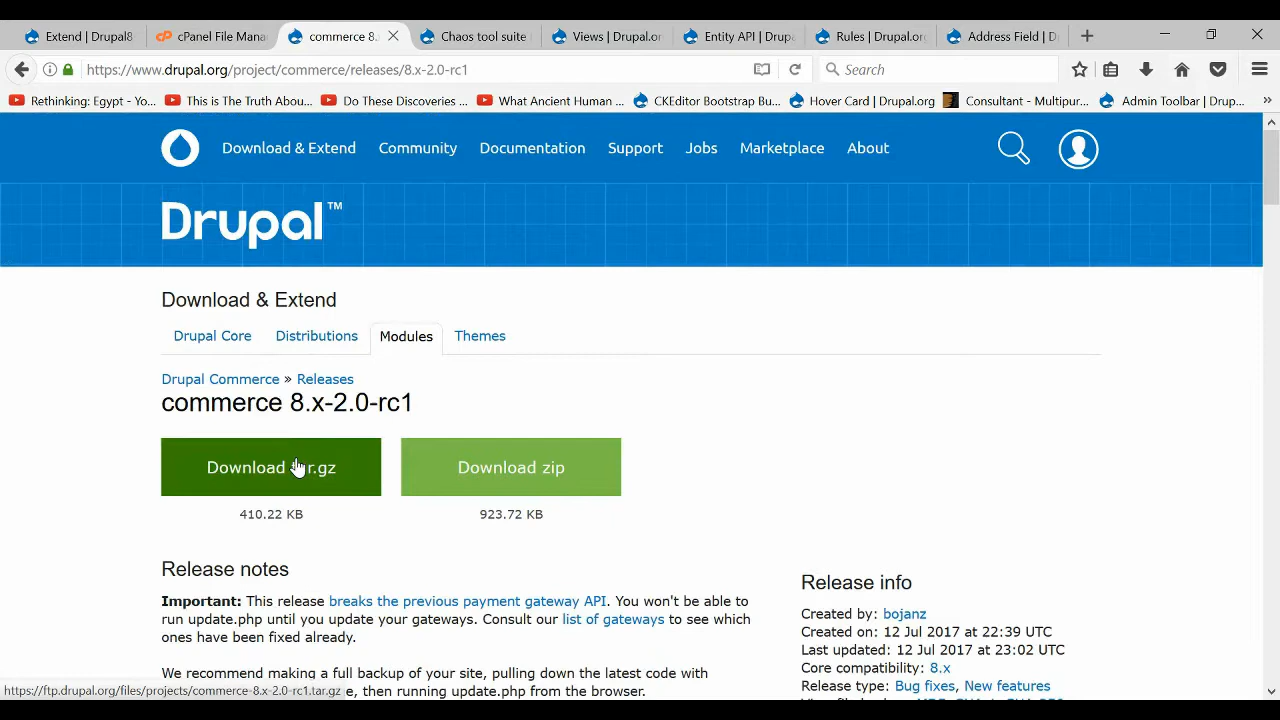 Extend | Drupal8 cPanel File Mana commerce 8. Chaos tool suite Views | Drupal.or Entity API | Drupa Rules | Drupal.org Address Field | D
https://www.drupal.org/project/commerce/releases/8.x-2.0-rc1 Search
Rethinking: Egypt - Yo... This is The Truth Abou... Do These Discoveries ... What Ancient Human ... CKEditor Bootstrap Bu... Hover Card | Drupal.org Consultant - Multipur... Admin Toolbar | Drup... »
Download & Extend Community Documentation Support Jobs Marketplace About
Drupal™
Download & Extend
Drupal Core Distributions Modules Themes
Drupal Commerce » Releases
commerce 8.x-2.0-rc1
Download r.gz Download zip
410.22 KB 923.72 KB
Release notes
Important: This release breaks the previous payment gateway API. You won't be able to
run update.php until you update your gateways. Consult our list of gateways to see which
ones have been fixed already.
We recommend making a full backup of your site, pulling down the latest code with
e, then running update.php from the browser.
Release info
Created by: bojanz
Created on: 12 Jul 2017 at 22:39 UTC
Last updated: 12 Jul 2017 at 23:02 UTC
Core compatibility: 8.x
Release type: Bug fixes, New features
https://ftp.drupal.org/files/projects/commerce-8.x-2.0-rc1.tar.gz